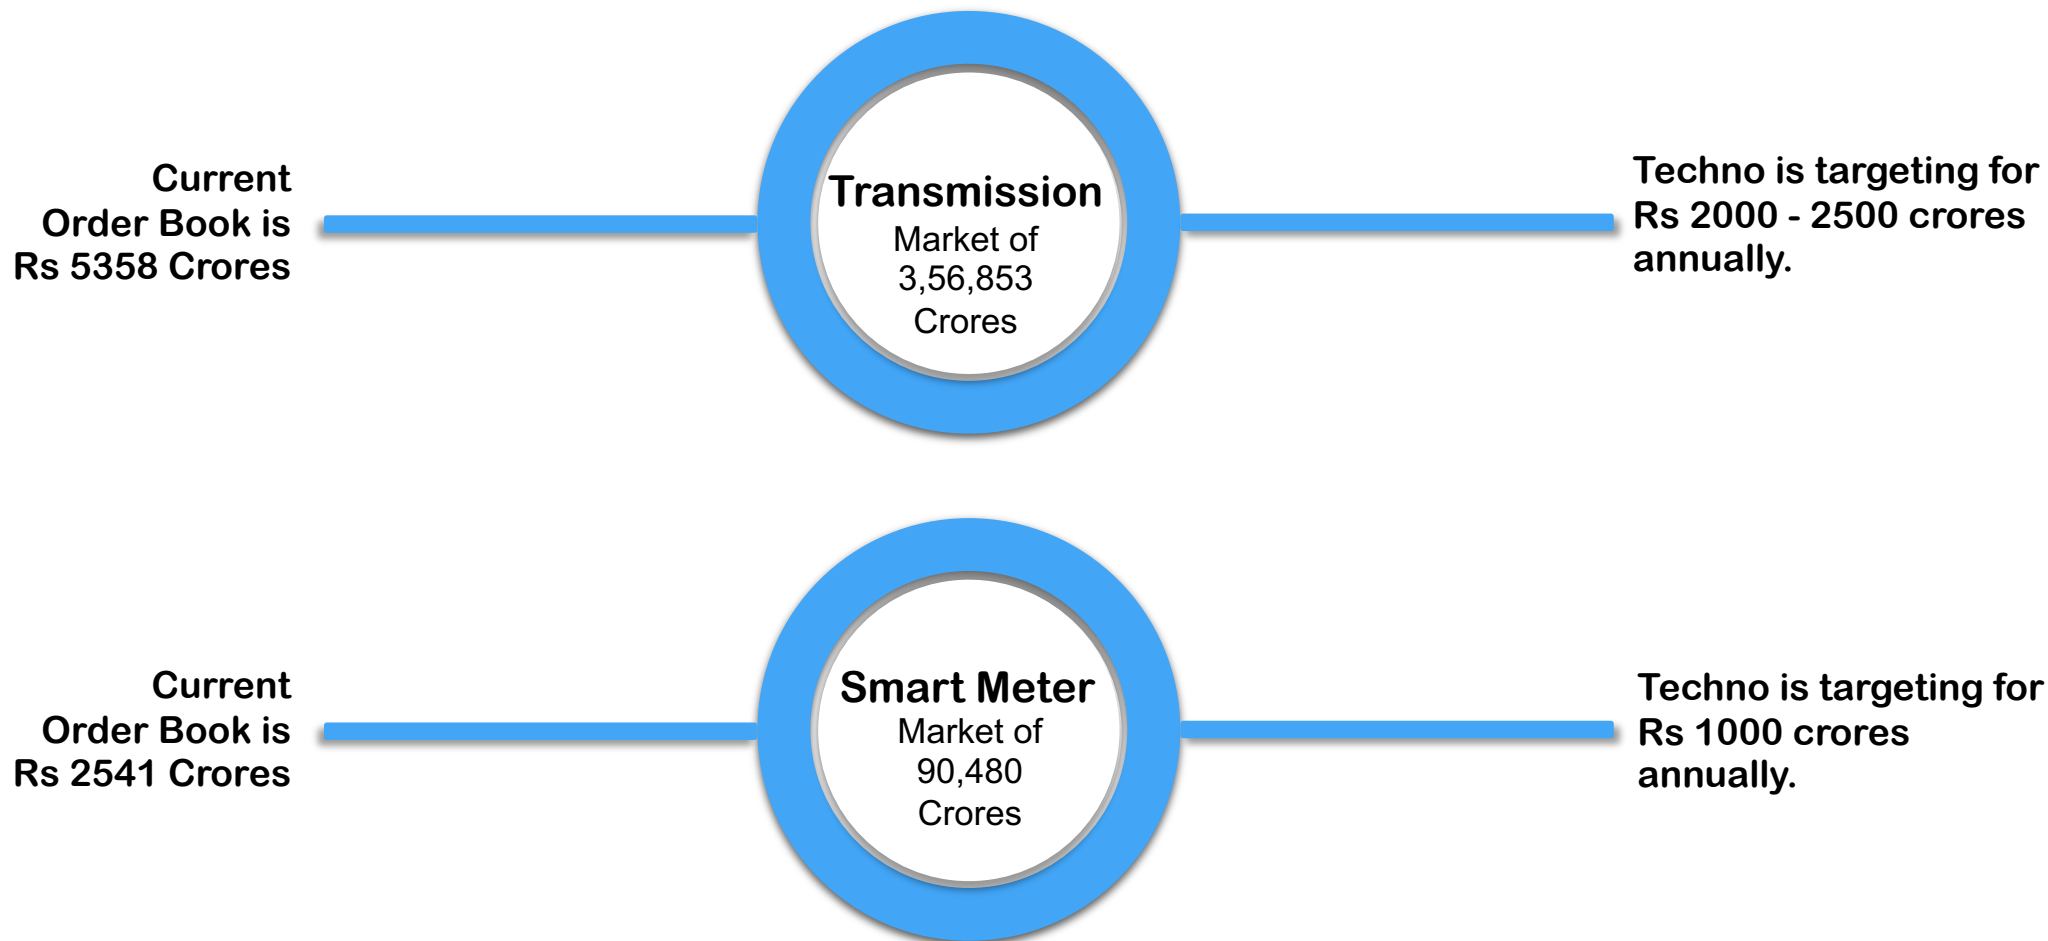 Current
Order Book is
Rs 5358 Crores
Transmission
Market of
3,56,853
Crores
Techno is targeting for
Rs 2000 - 2500 crores
annually.
Current
Order Book is
Rs 2541 Crores
Smart Meter
Market of
90,480
Crores
Techno is targeting for
Rs 1000 crores
annually.